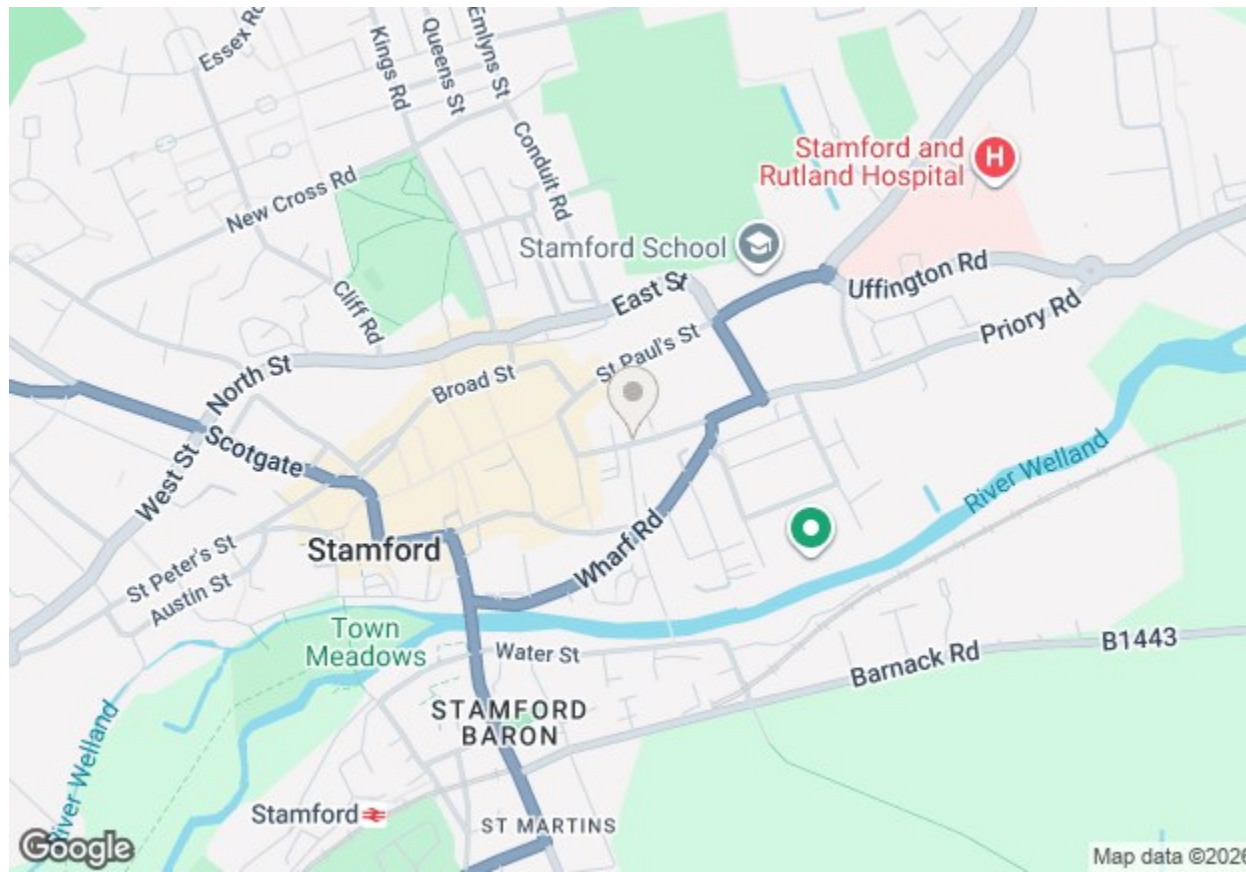 Essex Rd
Kings Rd
Queens St
Emlyns St
Conduit Rd
New Cross Rd
Cliff Rd
Stamford and
Rutland Hospital
H
Stamford School
East St
Uffington Rd
Priory Rd
St Paul's St
Broad St
North St
West St
Scotgate
St Peter's St
Austin St
Stamford
Wharf Rd
River Welland
Town
Meadows
Water St
Barnack Rd
B1443
STAMFORD
BARON
River Welland
Stamford
ST MARTINS
Google
Map data ©2026